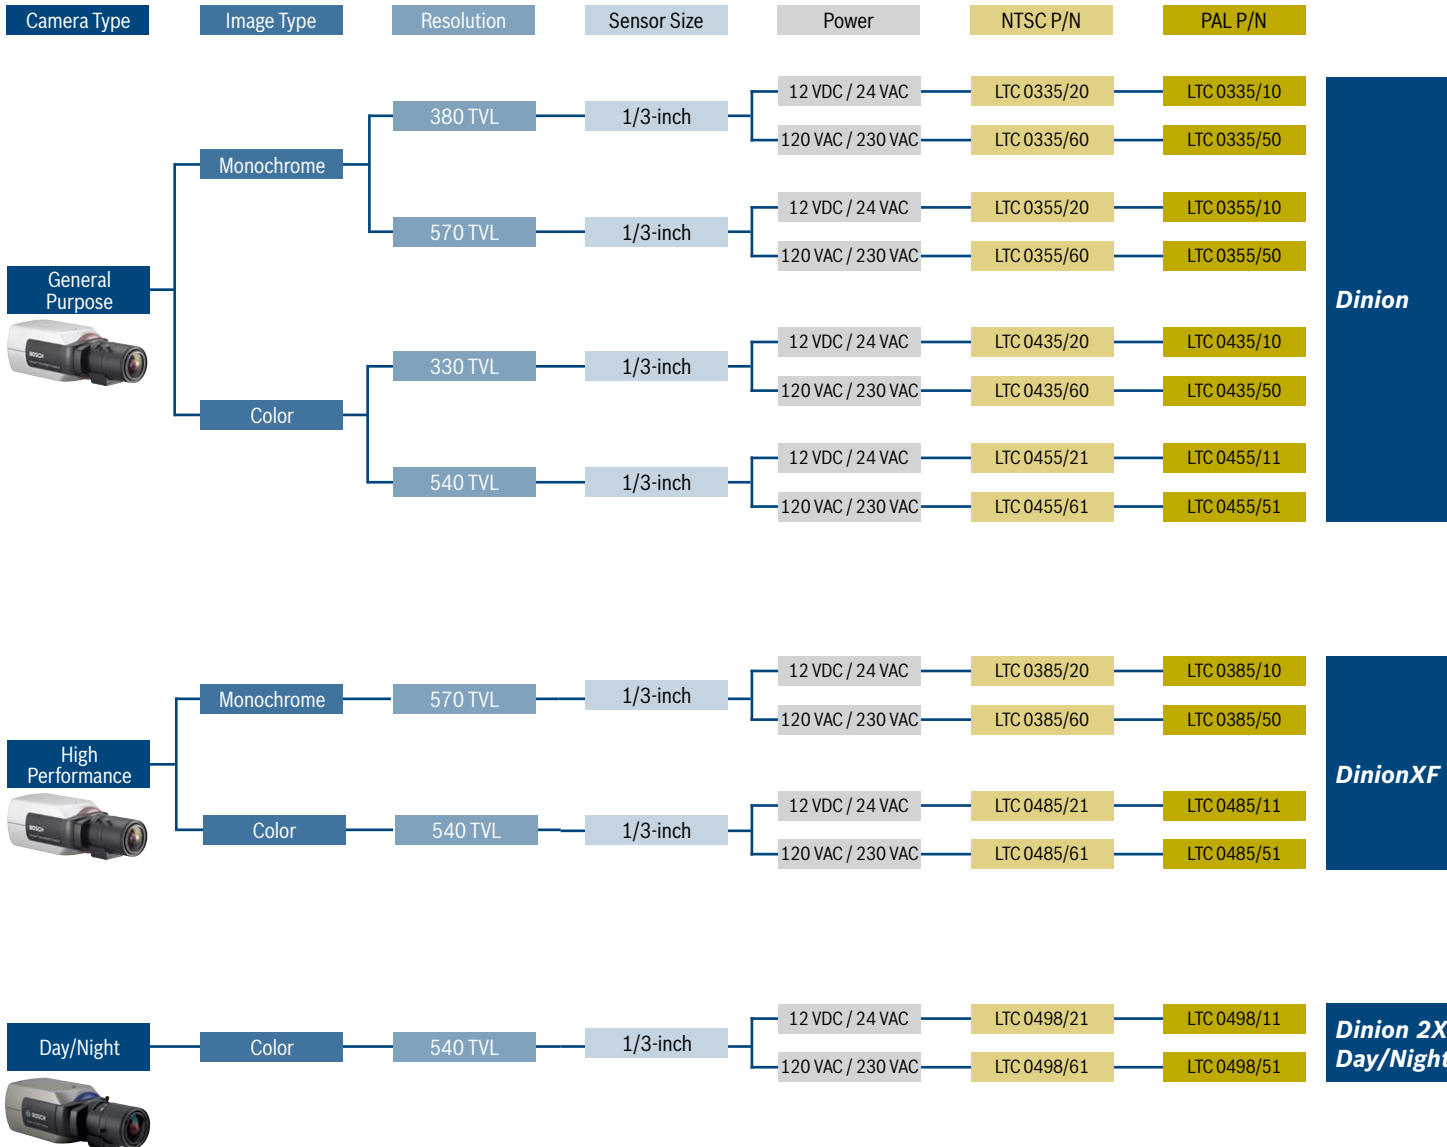 Camera Type Image Type Resolution Sensor Size Power NTSC P/N PAL P/N
12 VDC / 24 VAC LTC 0335/20 LTC 0335/10
380 TVL 1/3-inch
120 VAC / 230 VAC LTC 0335/60 LTC 0335/50
Monochrome
12 VDC / 24 VAC LTC 0355/20 LTC 0355/10
570 TVL 1/3-inch
120 VAC / 230 VAC LTC 0355/60 LTC 0355/50
General
Purpose
Dinion
BOSCH
12 VDC / 24 VAC LTC 0435/20 LTC 0435/10
330 TVL 1/3-inch
120 VAC / 230 VAC LTC 0435/60 LTC 0435/50
Color
12 VDC / 24 VAC LTC 0455/21 LTC 0455/11
540 TVL 1/3-inch
120 VAC / 230 VAC LTC 0455/61 LTC 0455/51
12 VDC / 24 VAC LTC 0385/20 LTC 0385/10
Monochrome 570 TVL 1/3-inch
120 VAC / 230 VAC LTC 0385/60 LTC 0385/50
High
Performance
DinionXF
BOSCH
12 VDC / 24 VAC LTC 0485/21 LTC 0485/11
Color 540 TVL 1/3-inch
120 VAC / 230 VAC LTC 0485/61 LTC 0485/51
12 VDC / 24 VAC LTC 0498/21 LTC 0498/11
Day/Night Color 540 TVL 1/3-inch
120 VAC / 230 VAC LTC 0498/61 LTC 0498/51
Dinion 2X
Day/Night
BOSCH